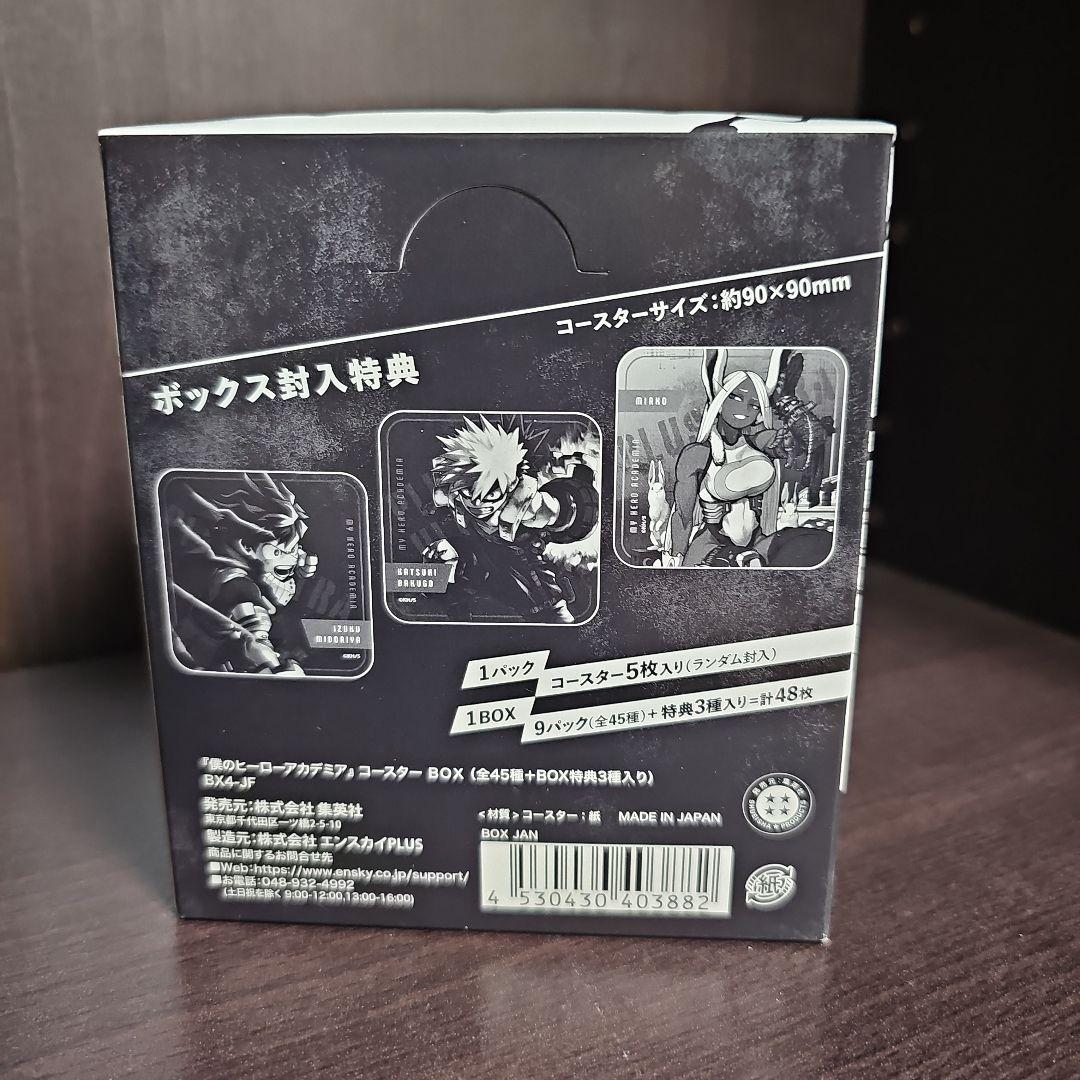 コースターサイズ：約90×90mm
ボックス封入特典
MIRKO
MY HERO ACADEMIA
MY HERO ACADEMIA
KATSUKI
BAKUGO
MY HERO ACADEMIA
IZUKU
MIDORIYA
1パック コースター5枚入り（ランダム封入）
1BOX 9パック（全45種）＋特典3種入り＝計48枚
『僕のヒーローアカデミア』コースター BOX（全45種＋BOX特典3種入り）
BX4-JF
発売元：株式会社 集英社
東京都千代田区一ツ橋2-5-10
製造元：株式会社 エンスカイPLUS
商品に関するお問合せ先
■Web：https://www.ensky.co.jp/support/
■お電話：048-932-4992
（土日祝を除く 9:00-12:00,13:00-16:00）
＜材質＞コースター：紙 MADE IN JAPAN
BOX JAN
4 530430 403882
発売元：集英社
SHUEISHA★PRODUCTS
紙